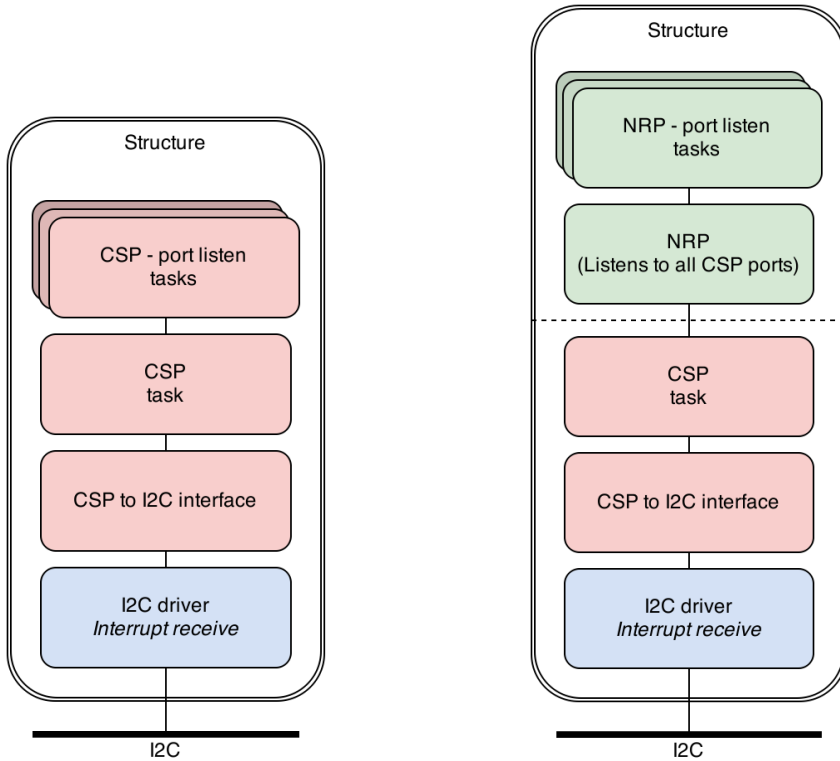 Structure
CSP - port listen
tasks
CSP
task
CSP to I2C interface
I2C driver
Interrupt receive
I2C
Structure
NRP - port listen
tasks
NRP
(Listens to all CSP ports)
CSP
task
CSP to I2C interface
I2C driver
Interrupt receive
I2C